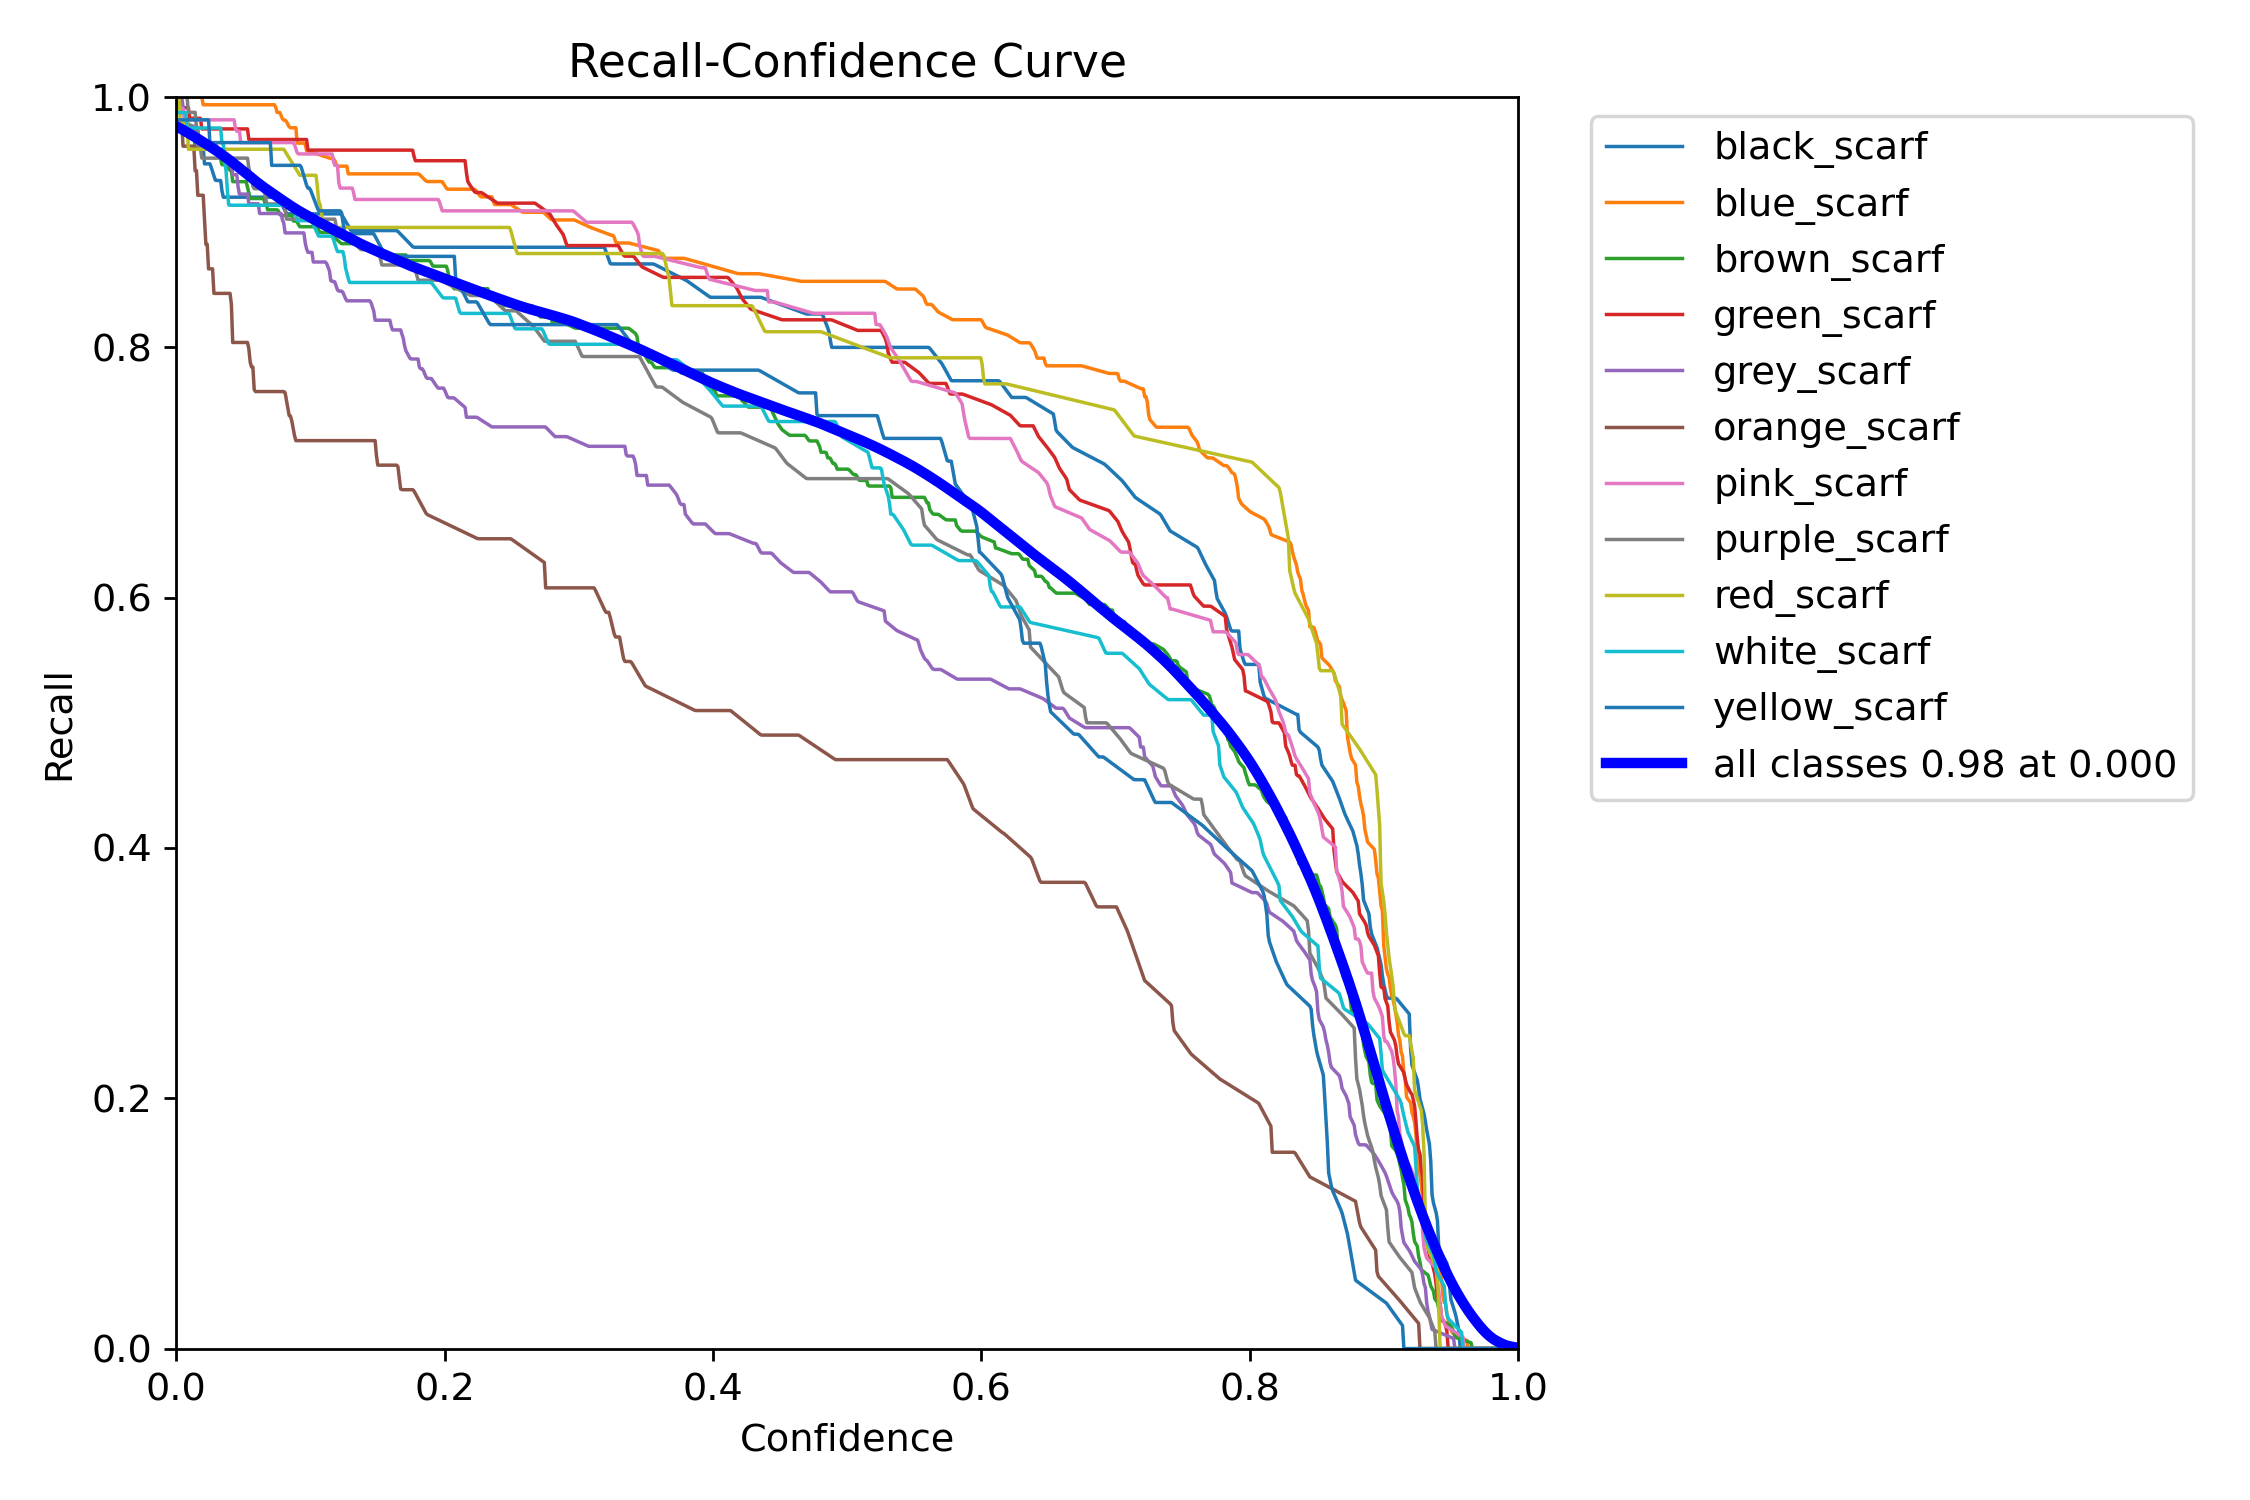 Recall-Confidence Curve
1.0
0.8
0.6
0.4
0.2
0.0
Recall
0.0 0.2 0.4 0.6 0.8 1.0
Confidence
black_scarf
blue_scarf
brown_scarf
green_scarf
grey_scarf
orange_scarf
pink_scarf
purple_scarf
red_scarf
white_scarf
yellow_scarf
all classes 0.98 at 0.000